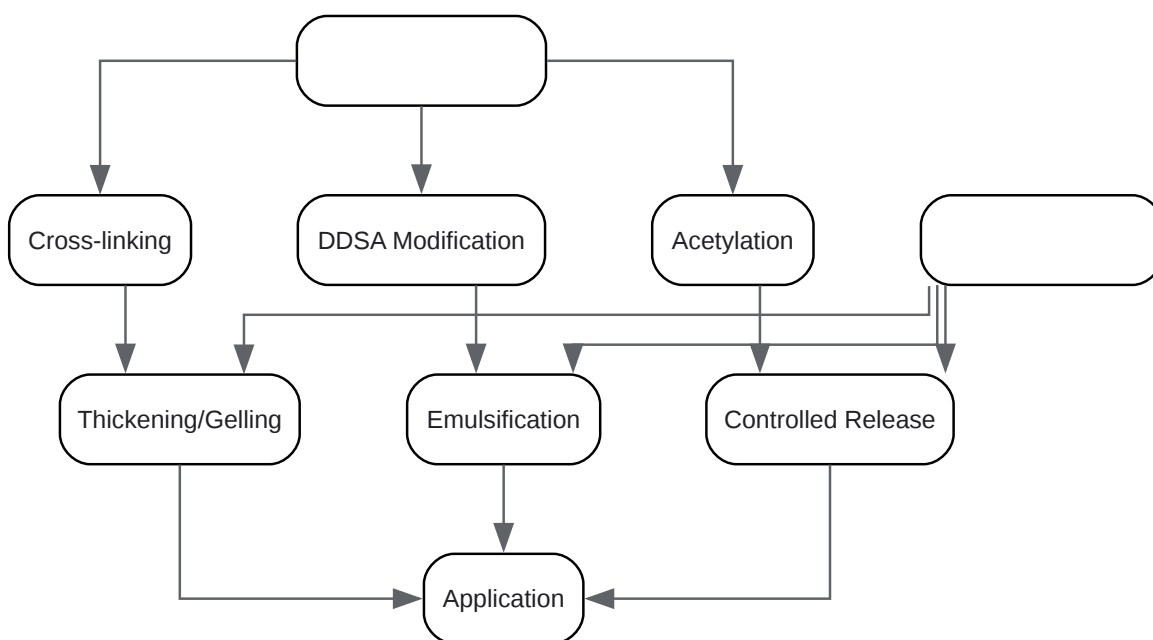 Cross-linking
DDSA Modification
Acetylation
Thickening/Gelling
Emulsification
Controlled Release
Application